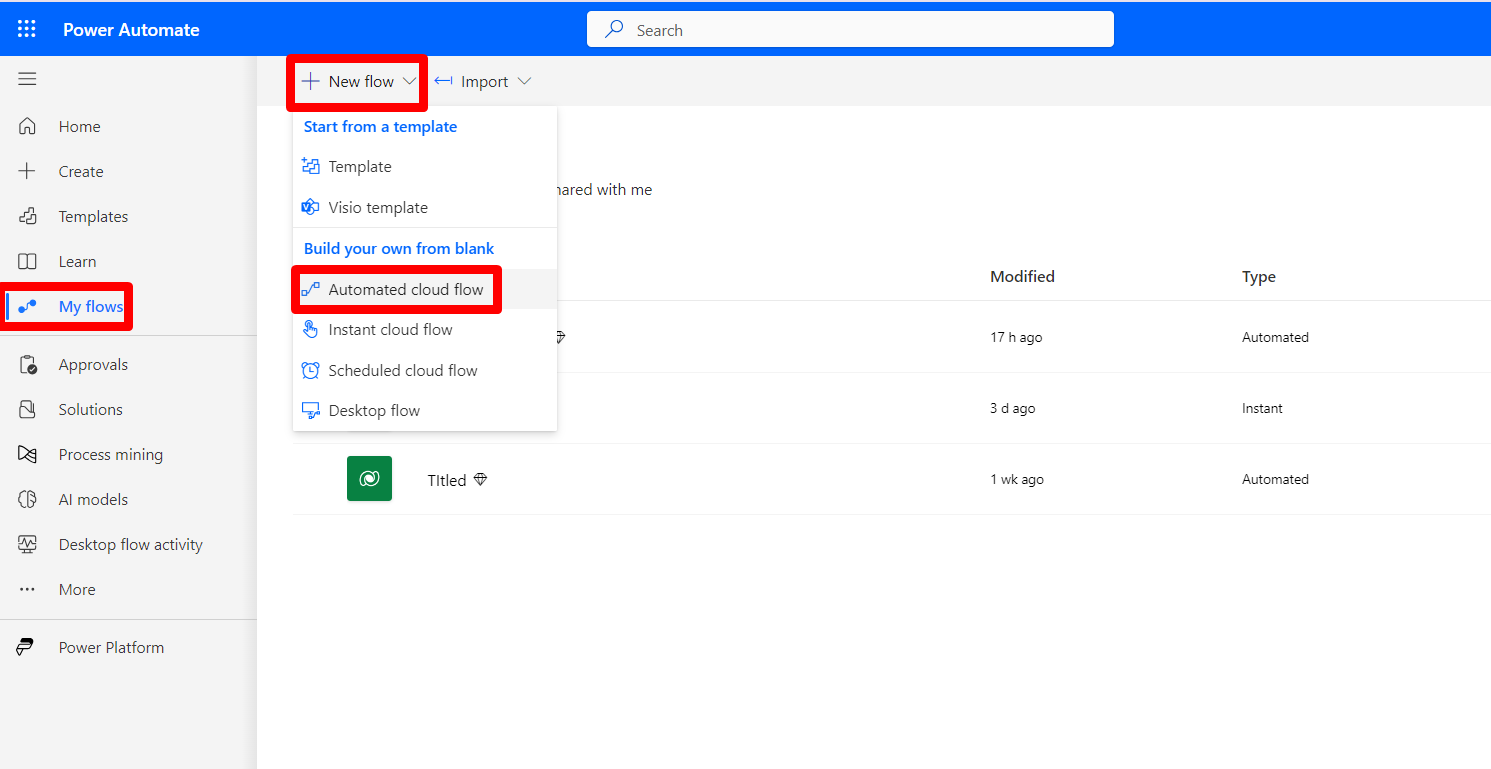 Power Automate
Search
New flow
Import
Home
Create
Templates
Learn
My flows
Approvals
Solutions
Process mining
AI models
Desktop flow activity
More
Power Platform
Start from a template
Template
Visio template
Build your own from blank
Automated cloud flow
Instant cloud flow
Scheduled cloud flow
Desktop flow
hared with me
Modified Type
17 h ago Automated
3 d ago Instant
TItled 1 wk ago Automated